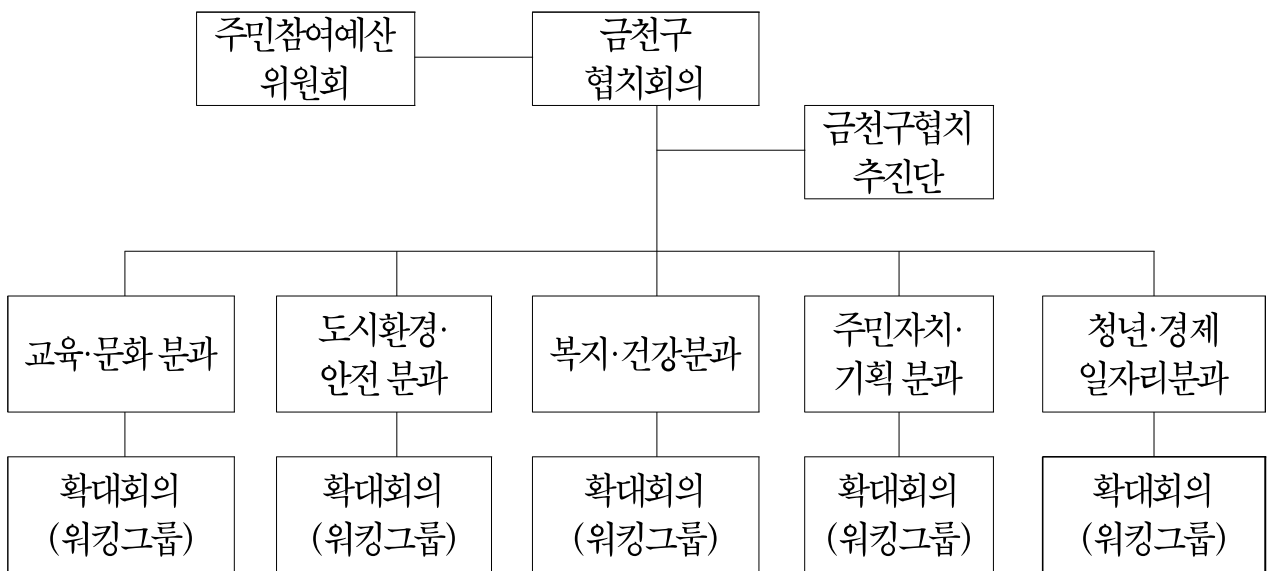 주민참여예산
위원회
금천구
협치회의
금천구협치
추진단
교육·문화 분과
도시환경·
안전 분과
복지·건강분과
주민자치·
기획 분과
청년·경제
일자리분과
확대회의
(워킹그룹)
확대회의
(워킹그룹)
확대회의
(워킹그룹)
확대회의
(워킹그룹)
확대회의
(워킹그룹)